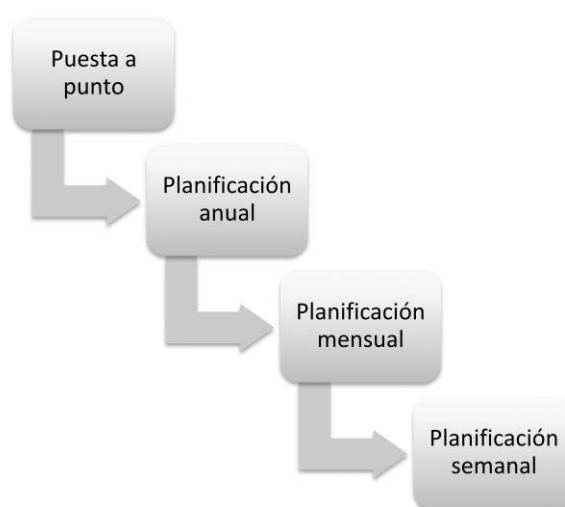 Puesta a
punto
Planificación
anual
Planificación
mensual
Planificación
semanal